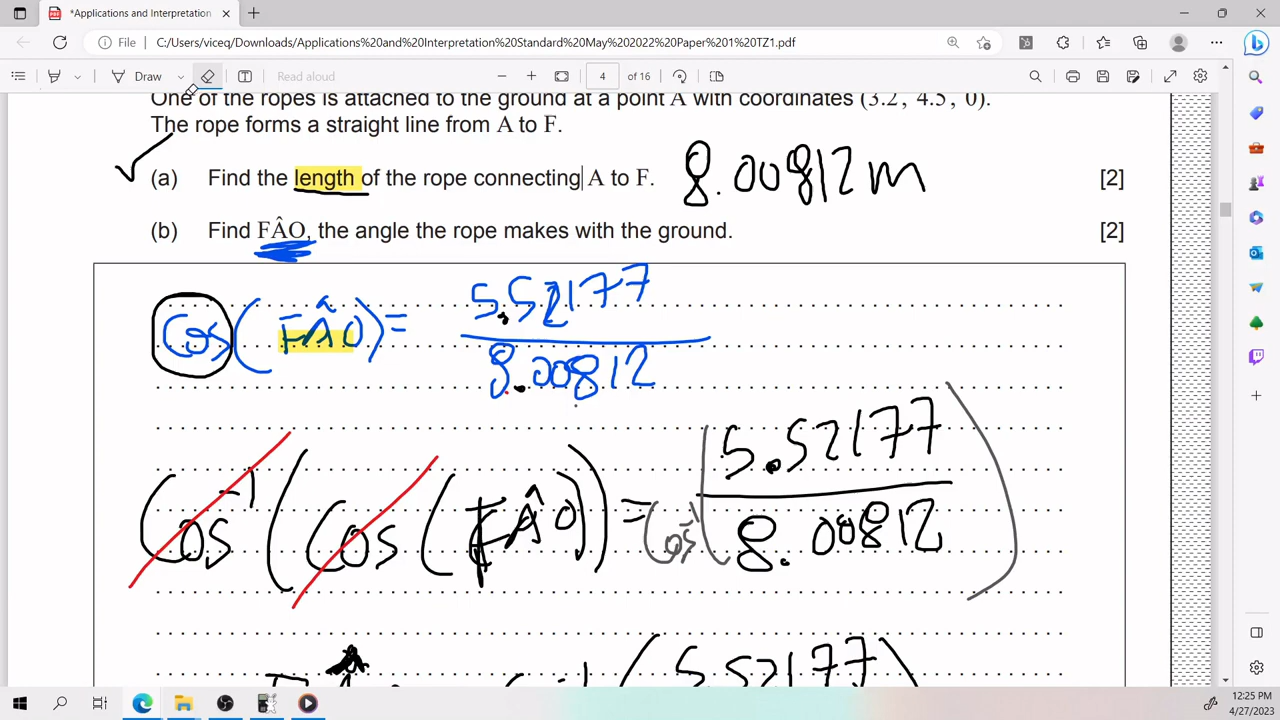 *Applications and Interpretation
File
C:/Users/viceq/Downloads/Applications%20and%20Interpretation%20Standard%20May%202022%20Paper%201%20TZ1.pdf
Draw
Read aloud
4
of 16
One of the ropes is attached to the ground at a point A with coordinates (3.2, 4.5, 0).
The rope forms a straight line from A to F.
(a) Find the length of the rope connecting A to F. 8.00812 m [2]
(b) Find FÂO, the angle the rope makes with the ground. [2]
Cos (FÂO) = 5.52177
8.00812
Cos⁻¹ (Cos (FÂO)) = Cos⁻¹ (5.52177
8.00812)
(5.52177)
12:25 PM
4/27/2023